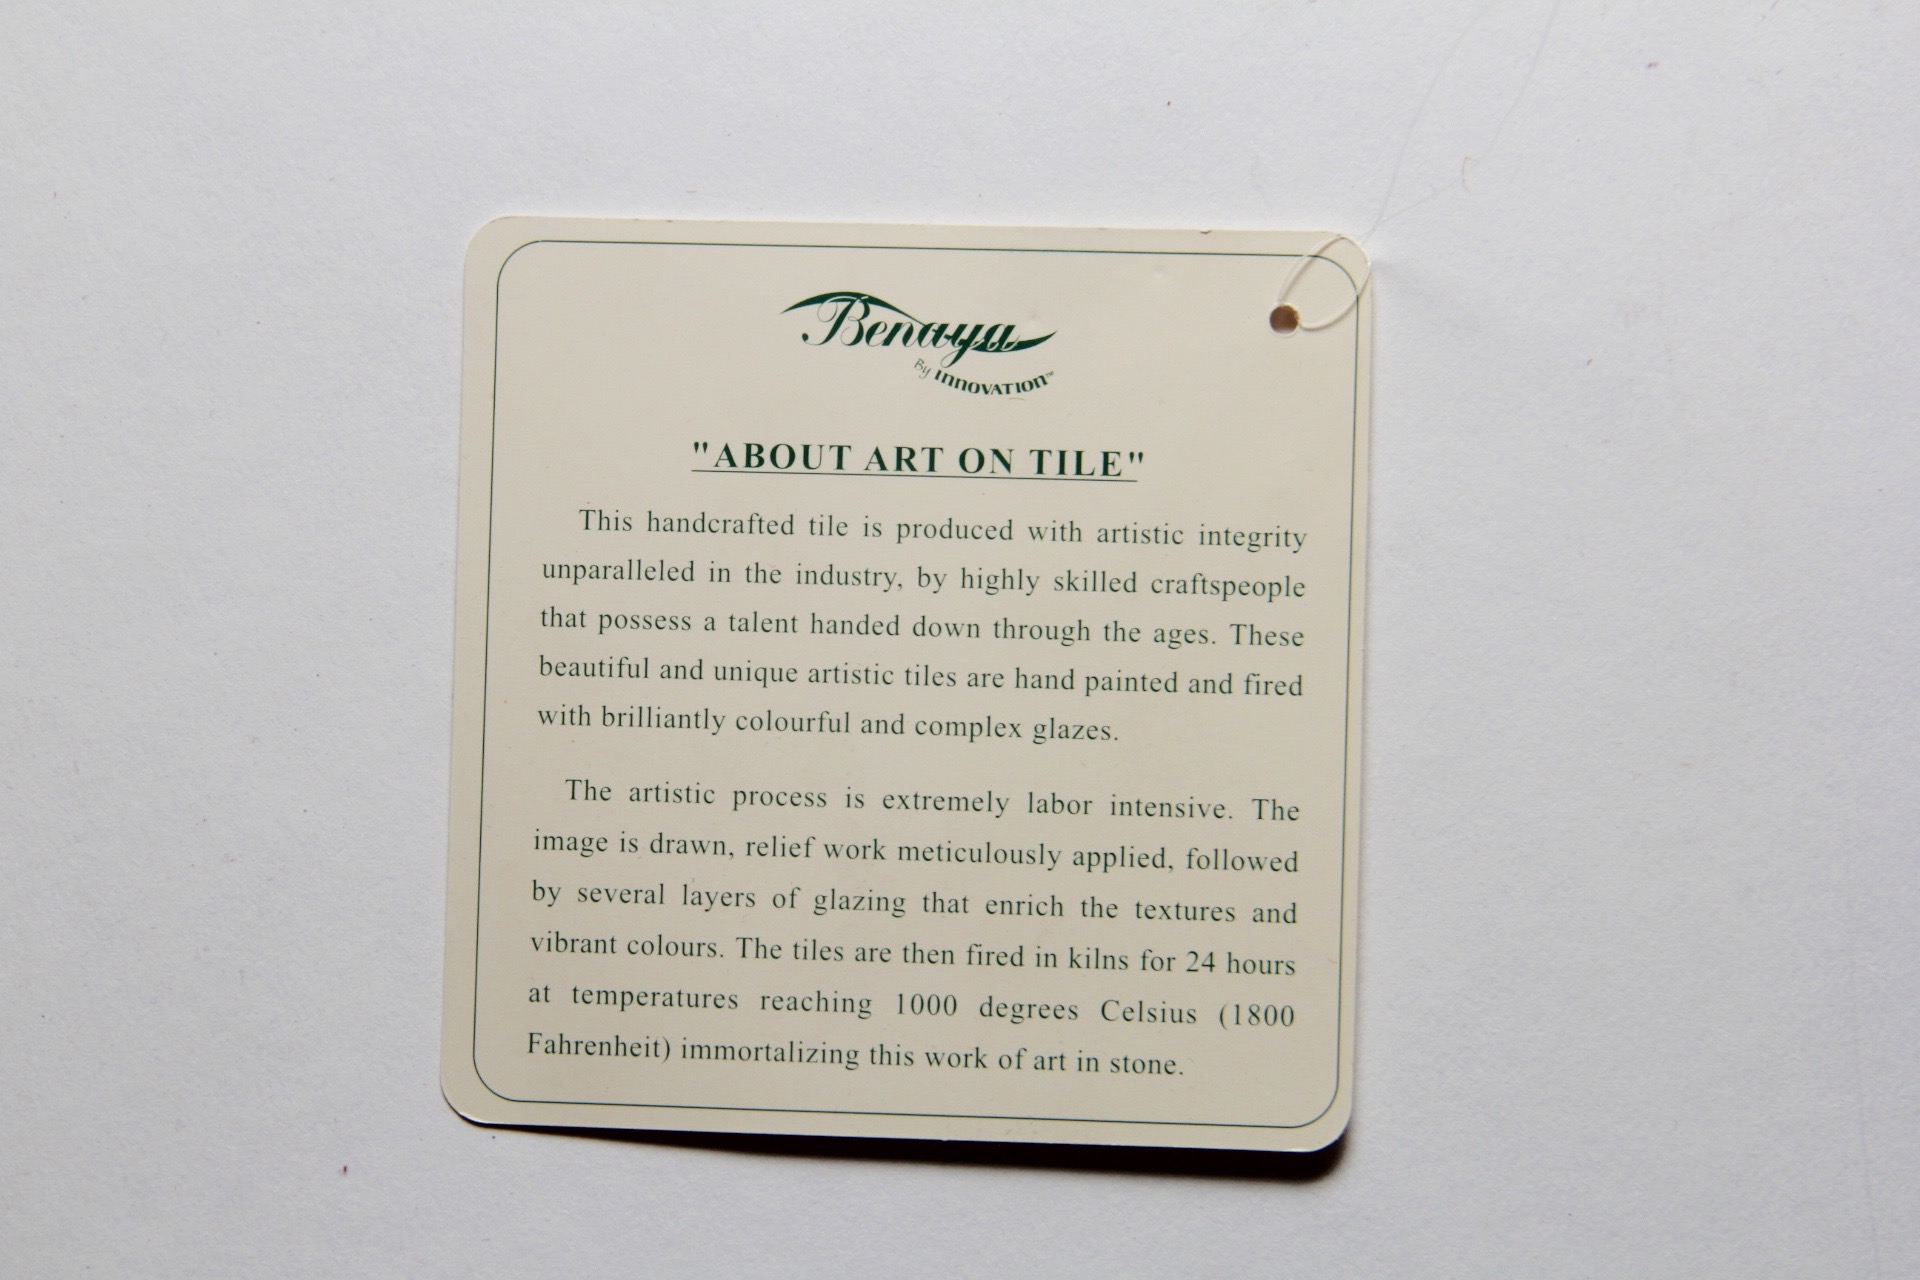 Benaya
By INNOVATION™
"ABOUT ART ON TILE"
This handcrafted tile is produced with artistic integrity
unparalleled in the industry, by highly skilled craftspeople
that possess a talent handed down through the ages. These
beautiful and unique artistic tiles are hand painted and fired
with brilliantly colourful and complex glazes.
The artistic process is extremely labor intensive. The
image is drawn, relief work meticulously applied, followed
by several layers of glazing that enrich the textures and
vibrant colours. The tiles are then fired in kilns for 24 hours
at temperatures reaching 1000 degrees Celsius (1800
Fahrenheit) immortalizing this work of art in stone.